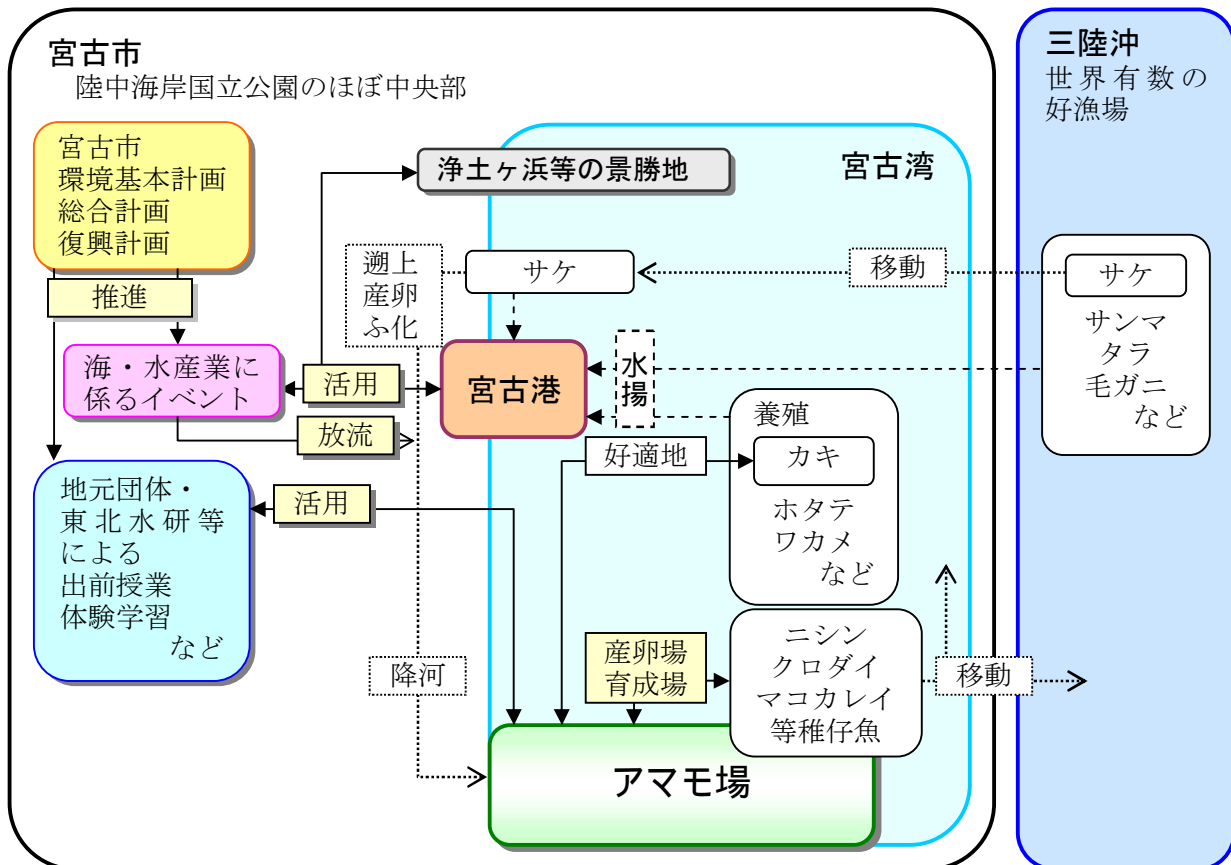 宮古市
陸中海岸国立公園のほぼ中央部
三陸沖
世界有数の
好漁場
宮古市
環境基本計画
総合計画
復興計画
推進
浄土ヶ浜等の景勝地
宮古湾
遡上
産卵
ふ化
サケ
移動
サケ
サンマ
タラ
毛ガニ
など
海・水産業に
係るイベント
活用
宮古港
水揚
放流
養殖
カキ
ホタテ
ワカメ
など
好適地
地元団体・
東北水研等
による
出前授業
体験学習
など
活用
降河
産卵場
育成場
ニシン
クロダイ
マコカレイ
等稚仔魚
移動
アマモ場